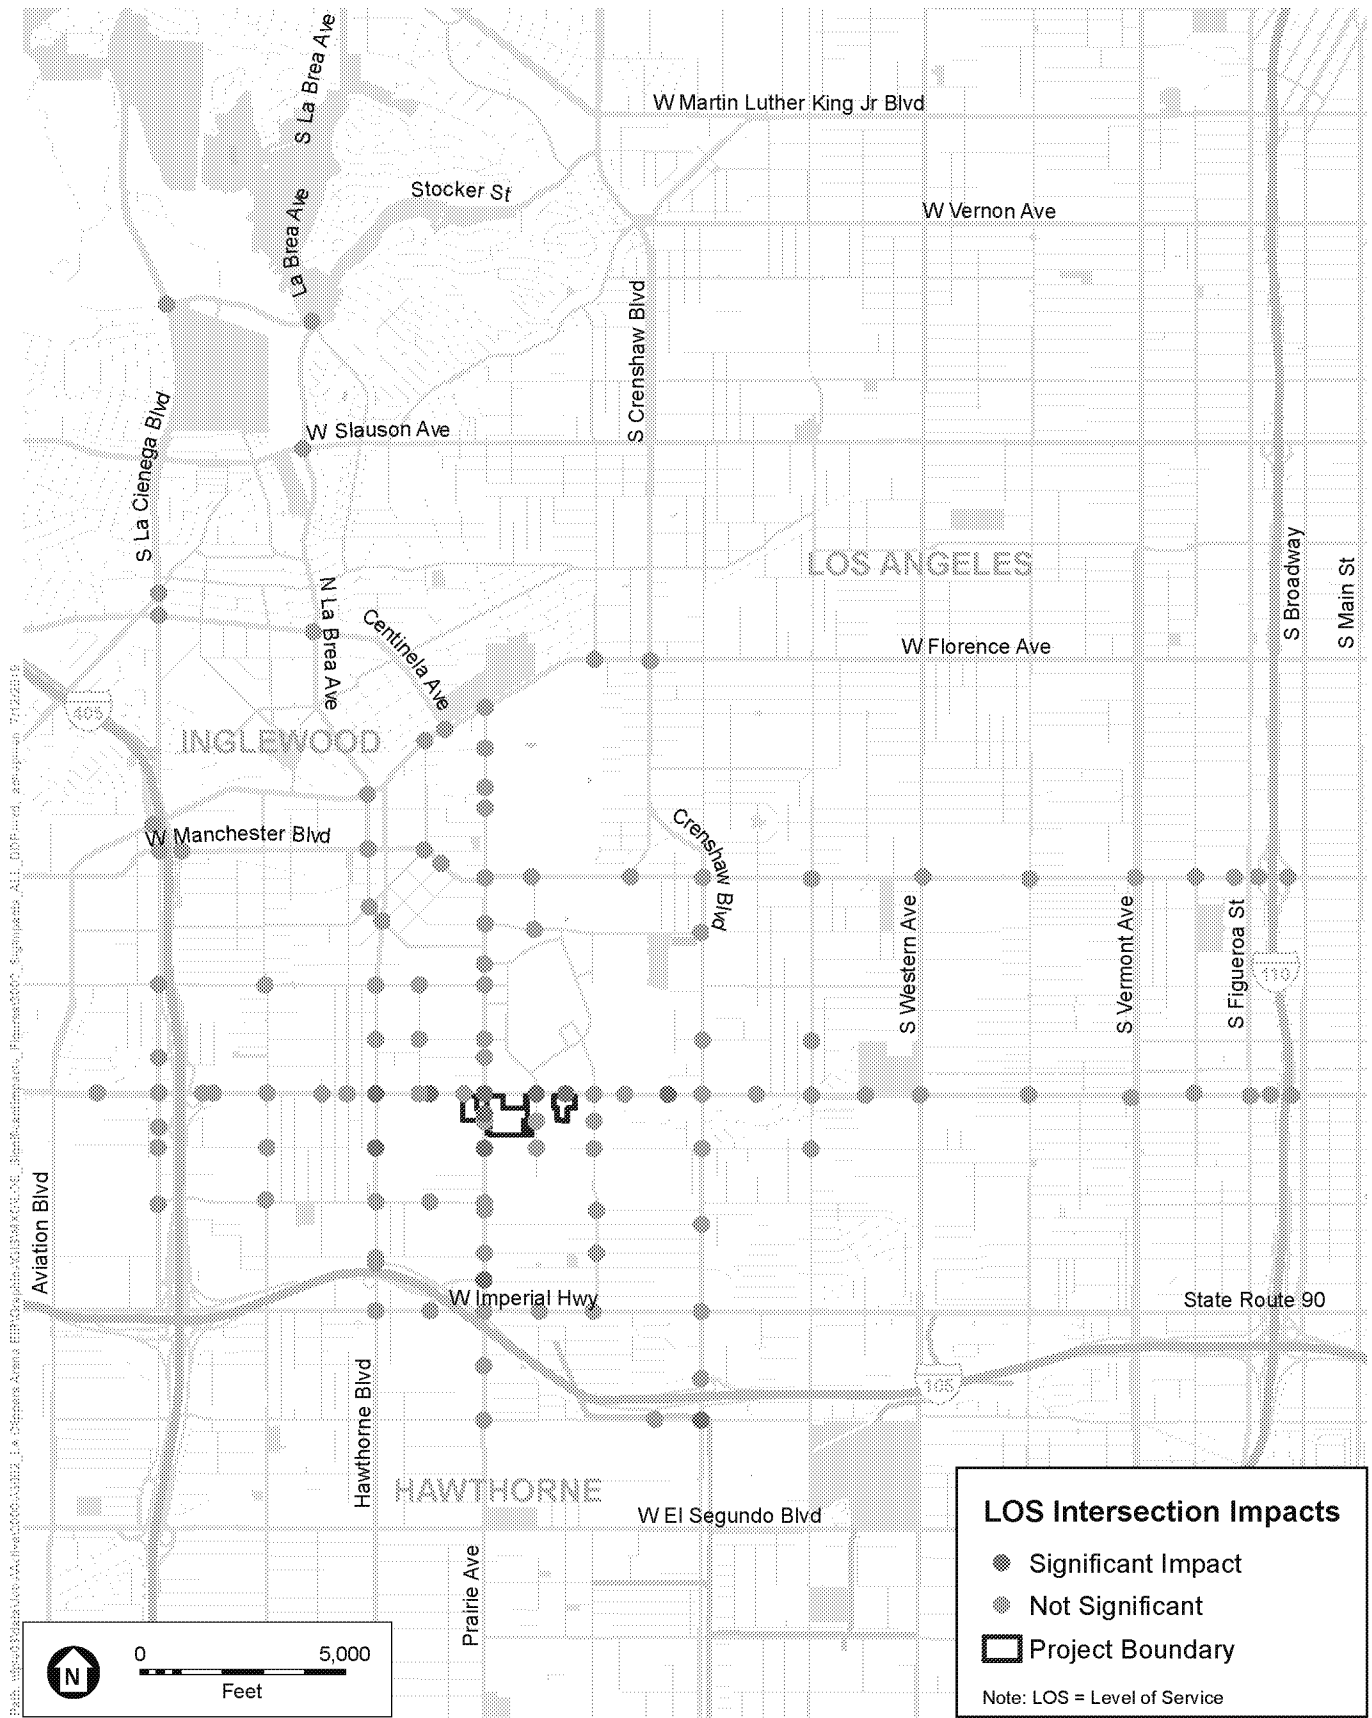 S La Brea Ave
W Martin Luther King Jr Blvd
Stocker St
La Brea Ave
W Vernon Ave
S Crenshaw Blvd
S La Cienega Blvd
W Slauson Ave
LOS ANGELES
S Broadway
S Main St
N La Brea Ave
Centinela Ave
W Florence Ave
405
INGLEWOOD
W Manchester Blvd
Crenshaw Blvd
S Western Ave
S Vermont Ave
S Figueroa St
110
Aviation Blvd
W Imperial Hwy
State Route 90
105
Hawthorne Blvd
HAWTHORNE
W El Segundo Blvd
Prairie Ave
N
0 5,000
Feet
LOS Intersection Impacts
Significant Impact
Not Significant
Project Boundary
Note: LOS = Level of Service